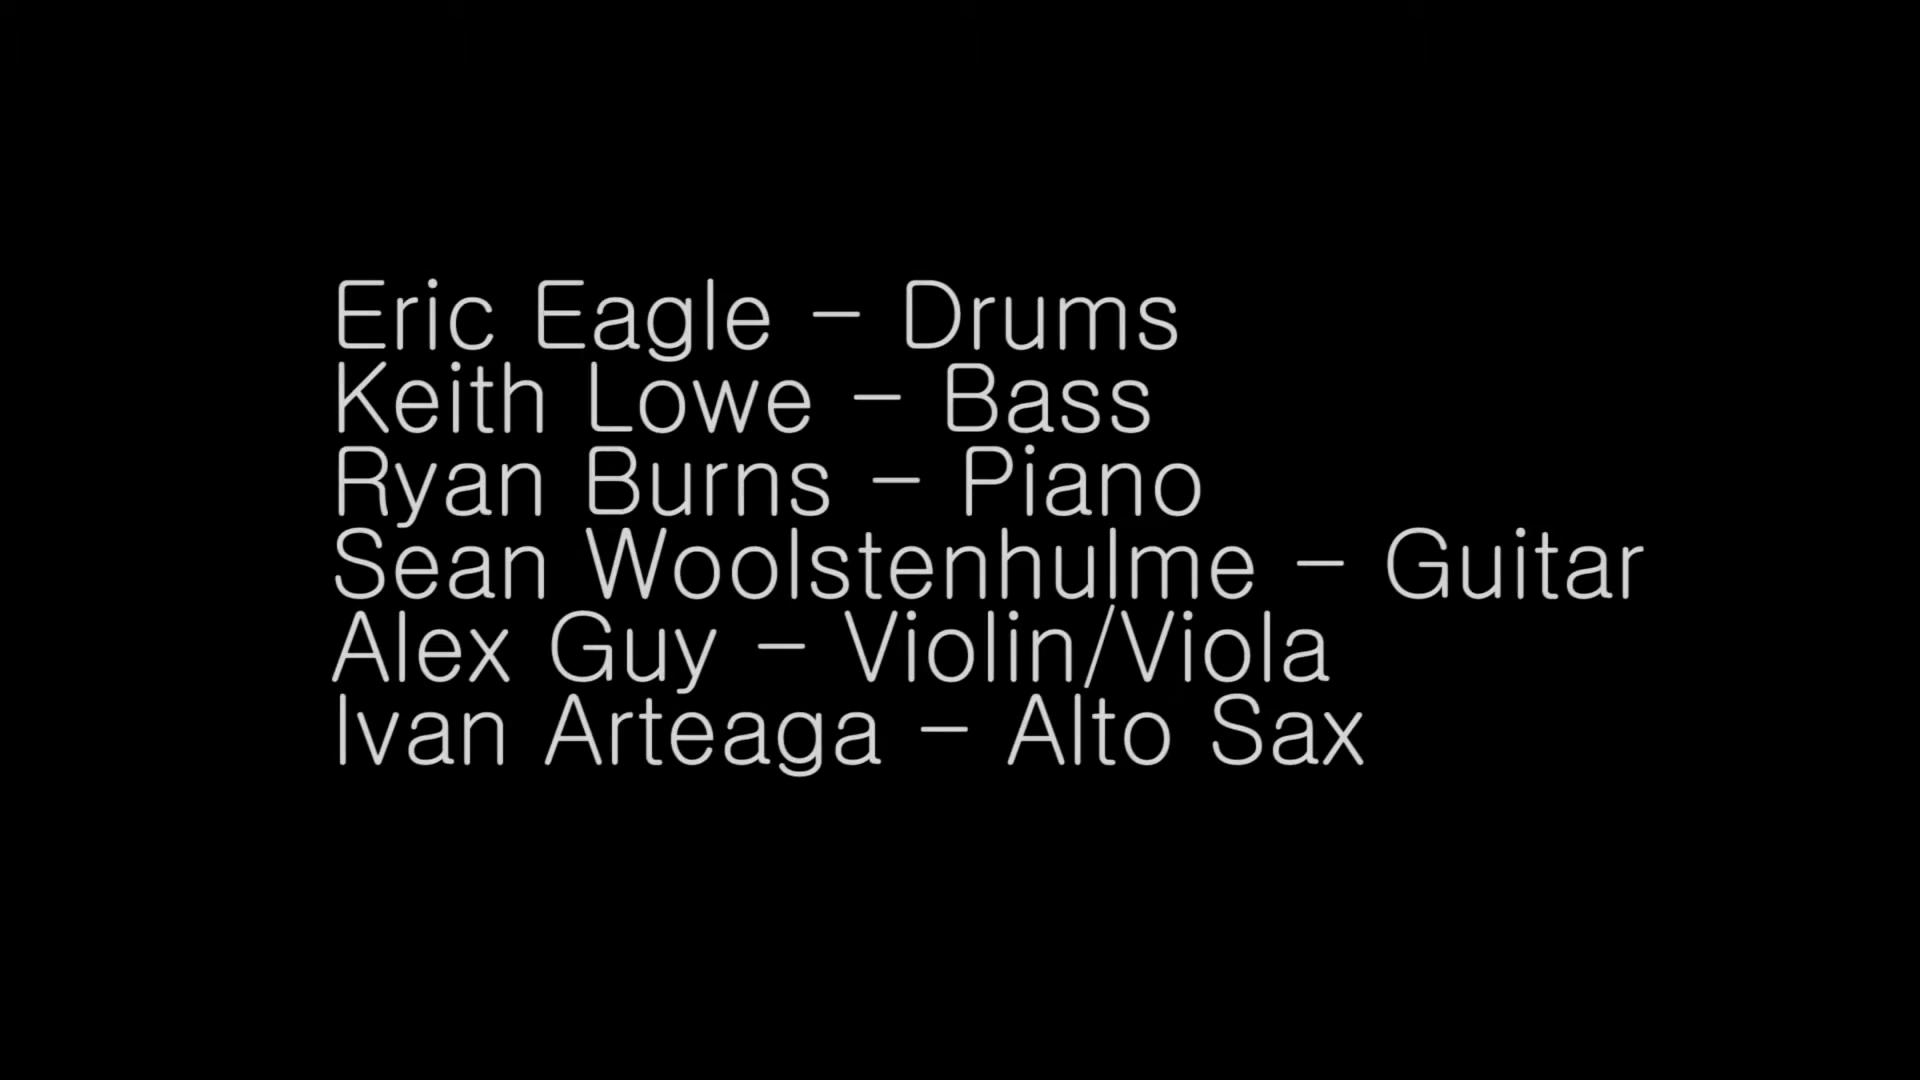 Eric Eagle – Drums
Keith Lowe – Bass
Ryan Burns – Piano
Sean Woolstenhulme – Guitar
Alex Guy – Violin/Viola
Ivan Arteaga – Alto Sax